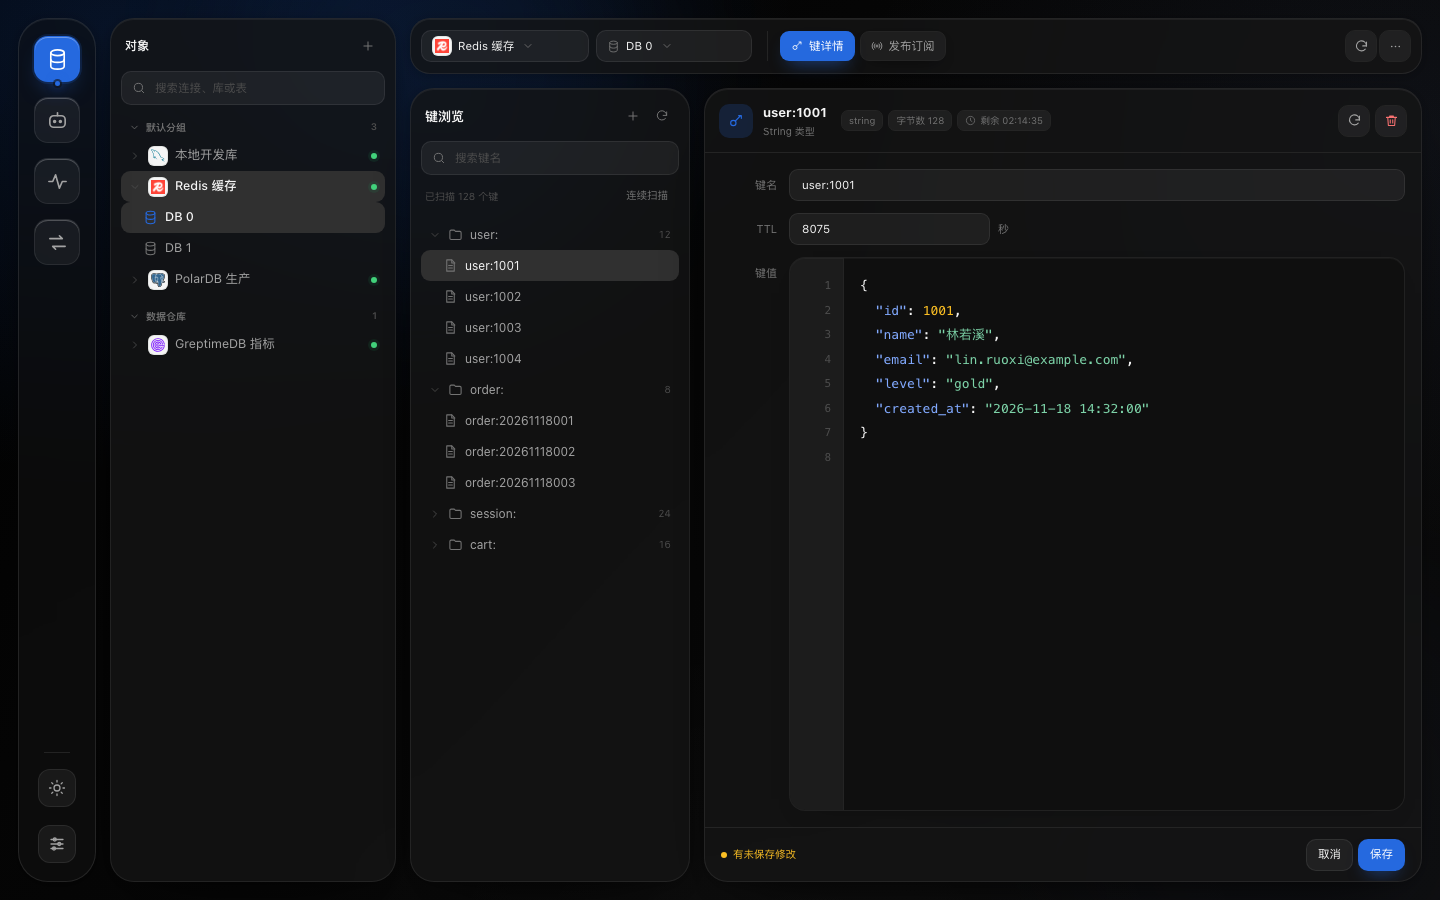 对象
搜索连接、库或表
默认分组 3
本地开发库
Redis 缓存
DB 0
DB 1
PolarDB 生产
数据仓库 1
GreptimeDB 指标
Redis 缓存
DB 0
键详情
发布订阅
键浏览
搜索键名
已扫描 128 个键 连续扫描
user: 12
user:1001
user:1002
user:1003
user:1004
order: 8
order:20261118001
order:20261118002
order:20261118003
session: 24
cart: 16
user:1001
String 类型
string
字节数 128
剩余 02:14:35
键名 user:1001
TTL 8075 秒
键值
1 {
2 "id": 1001,
3 "name": "林若溪",
4 "email": "lin.ruoxi@example.com",
5 "level": "gold",
6 "created_at": "2026-11-18 14:32:00"
7 }
8
有未保存修改
取消
保存